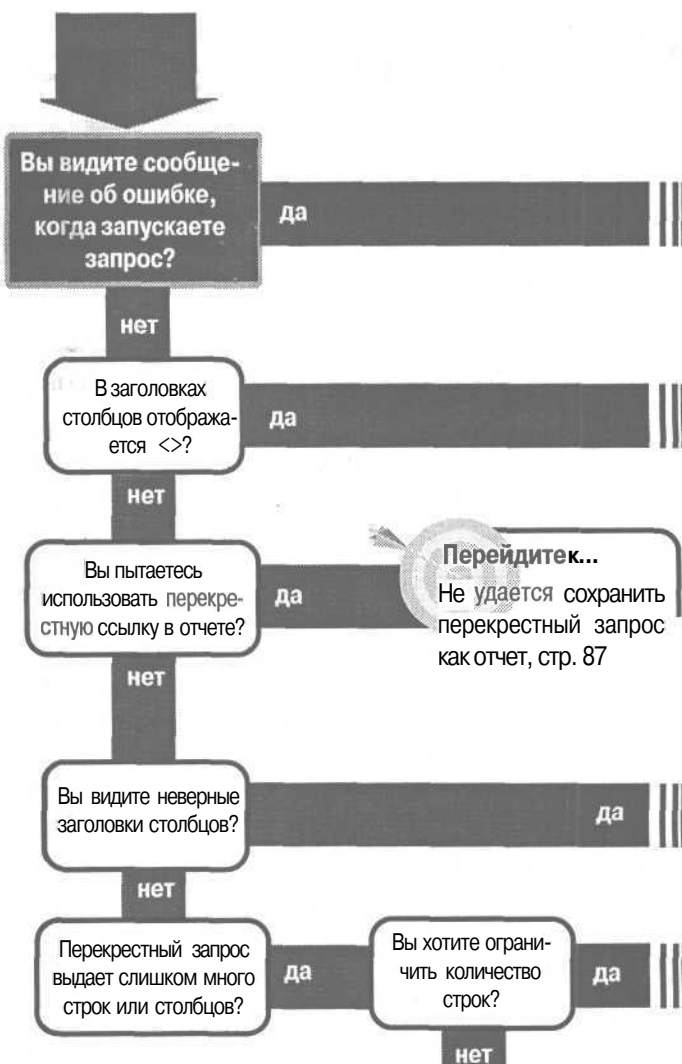 Вы видите сообще-
ние об ошибке,
когда запускаете
запрос?
да
нет
В заголовках
столбцов отобража-
ется <>?
да
нет
Вы пытаетесь
использовать перекре-
стную ссылку в отчете?
да
Перейдите к...
Не удается сохранить
перекрестный запрос
как отчет, стр. 87
нет
Вы видите неверные
заголовки столбцов?
да
нет
Перекрестный запрос
выдает слишком много
строк или столбцов?
да
Вы хотите ограни-
чить количество
строк?
да
нет